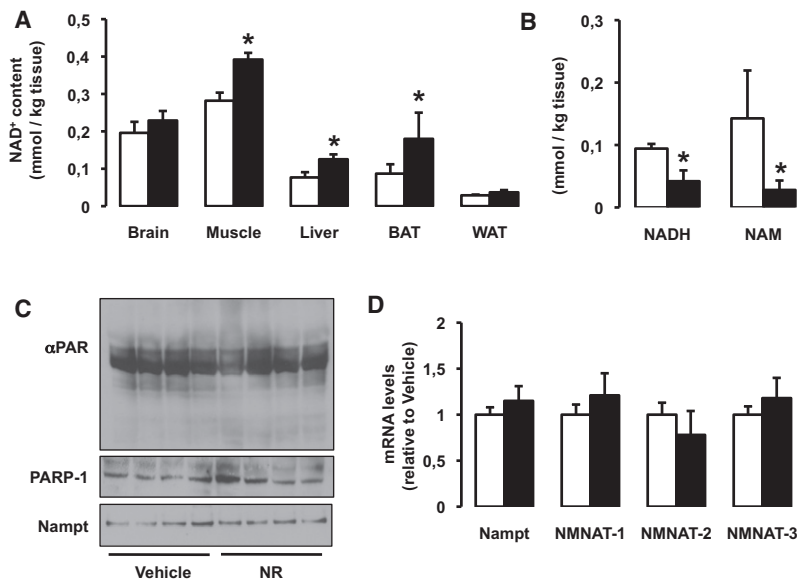 A
NAD⁺ content
(mmol / kg tissue)
0,5
0,4
0,3
0,2
0,1
0
*
*
*
Brain Muscle Liver BAT WAT
B
(mmol / kg tissue)
0,3
0,2
0,1
0
*
*
NADH NAM
C
αPAR
PARP-1
Nampt
Vehicle NR
D
mRNA levels
(relative to Vehicle)
2
1,5
1
0,5
0
Nampt NMNAT-1 NMNAT-2 NMNAT-3